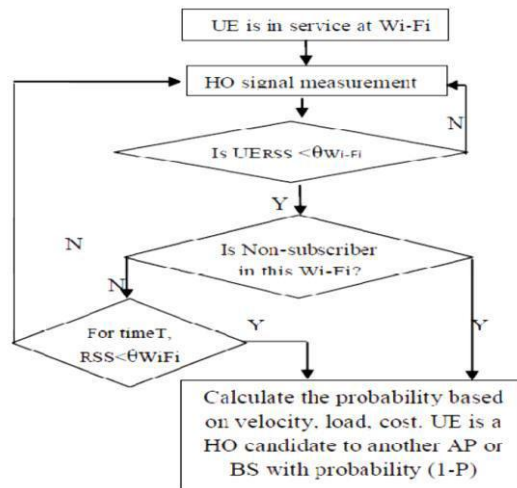 UE is in service at Wi-Fi
HO signal measurement
N
Is UERSS <θWi-Fi
Y
N
Is Non-subscriber
in this Wi-Fi?
N
For timeT,
RSS<θWiFi
Y
Y
Calculate the probability based
on velocity, load, cost. UE is a
HO candidate to another AP or
BS with probability (1-P)